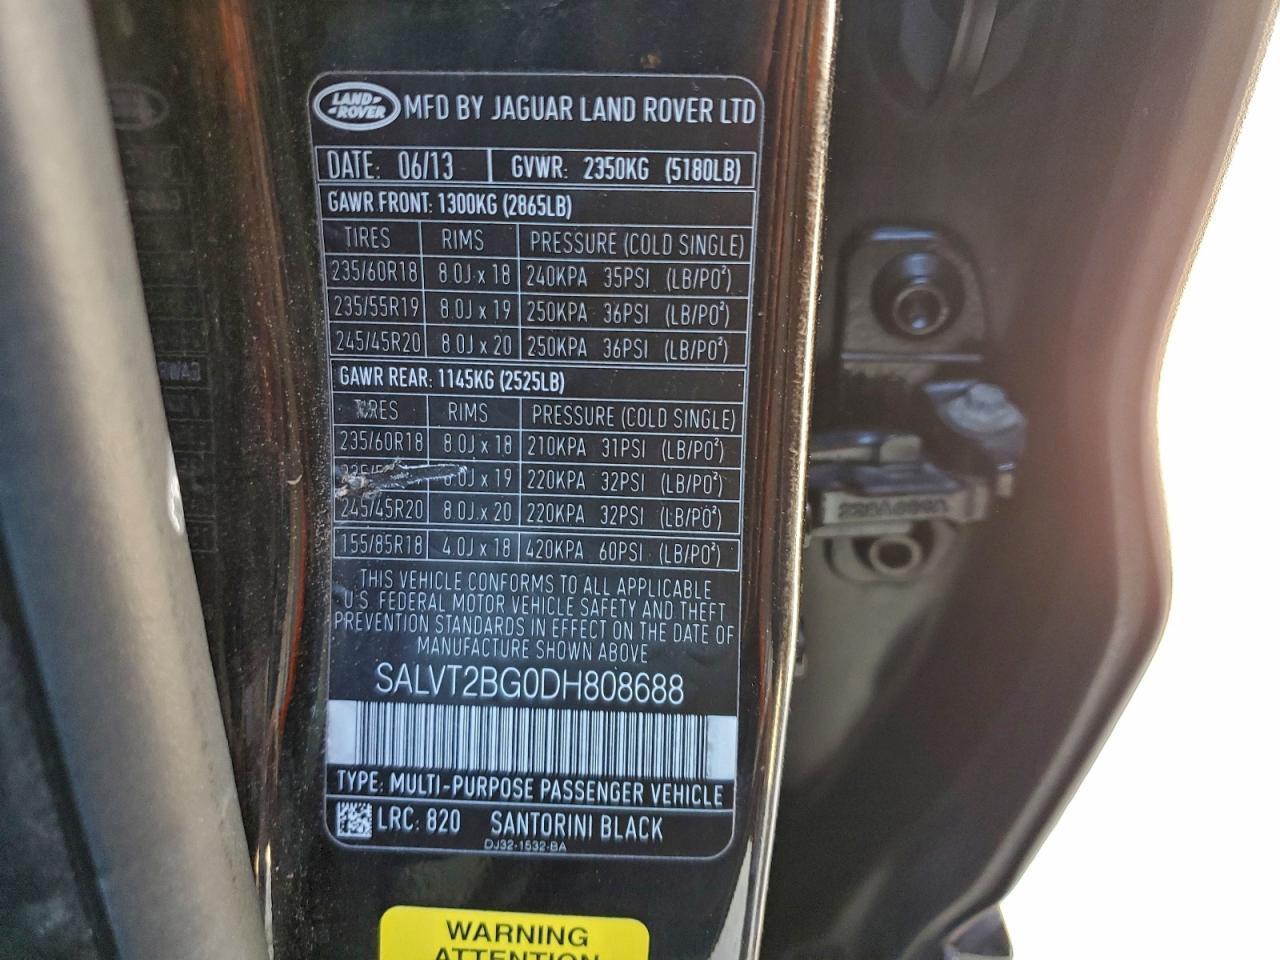 LAND-
-ROVER
MFD BY JAGUAR LAND ROVER LTD
DATE: 06/13 GVWR: 2350KG (5180LB)
GAWR FRONT: 1300KG (2865LB)
TIRES RIMS PRESSURE (COLD SINGLE)
235/60R18 8.0J x 18 240KPA 35PSI (LB/PO²)
235/55R19 8.0J x 19 250KPA 36PSI (LB/PO²)
245/45R20 8.0J x 20 250KPA 36PSI (LB/PO²)
GAWR REAR: 1145KG (2525LB)
TIRES RIMS PRESSURE (COLD SINGLE)
235/60R18 8.0J x 18 210KPA 31PSI (LB/PO²)
8.0J x 19 220KPA 32PSI (LB/PO²)
245/45R20 8.0J x 20 220KPA 32PSI (LB/PO²)
155/85R18 4.0J x 18 420KPA 60PSI (LB/PO²)
THIS VEHICLE CONFORMS TO ALL APPLICABLE
U.S. FEDERAL MOTOR VEHICLE SAFETY AND THEFT
PREVENTION STANDARDS IN EFFECT ON THE DATE OF
MANUFACTURE SHOWN ABOVE
SALVT2BG0DH808688
TYPE: MULTI-PURPOSE PASSENGER VEHICLE
LRC: 820 SANTORINI BLACK
DJ32-1532-BA
WARNING
ATTENTION